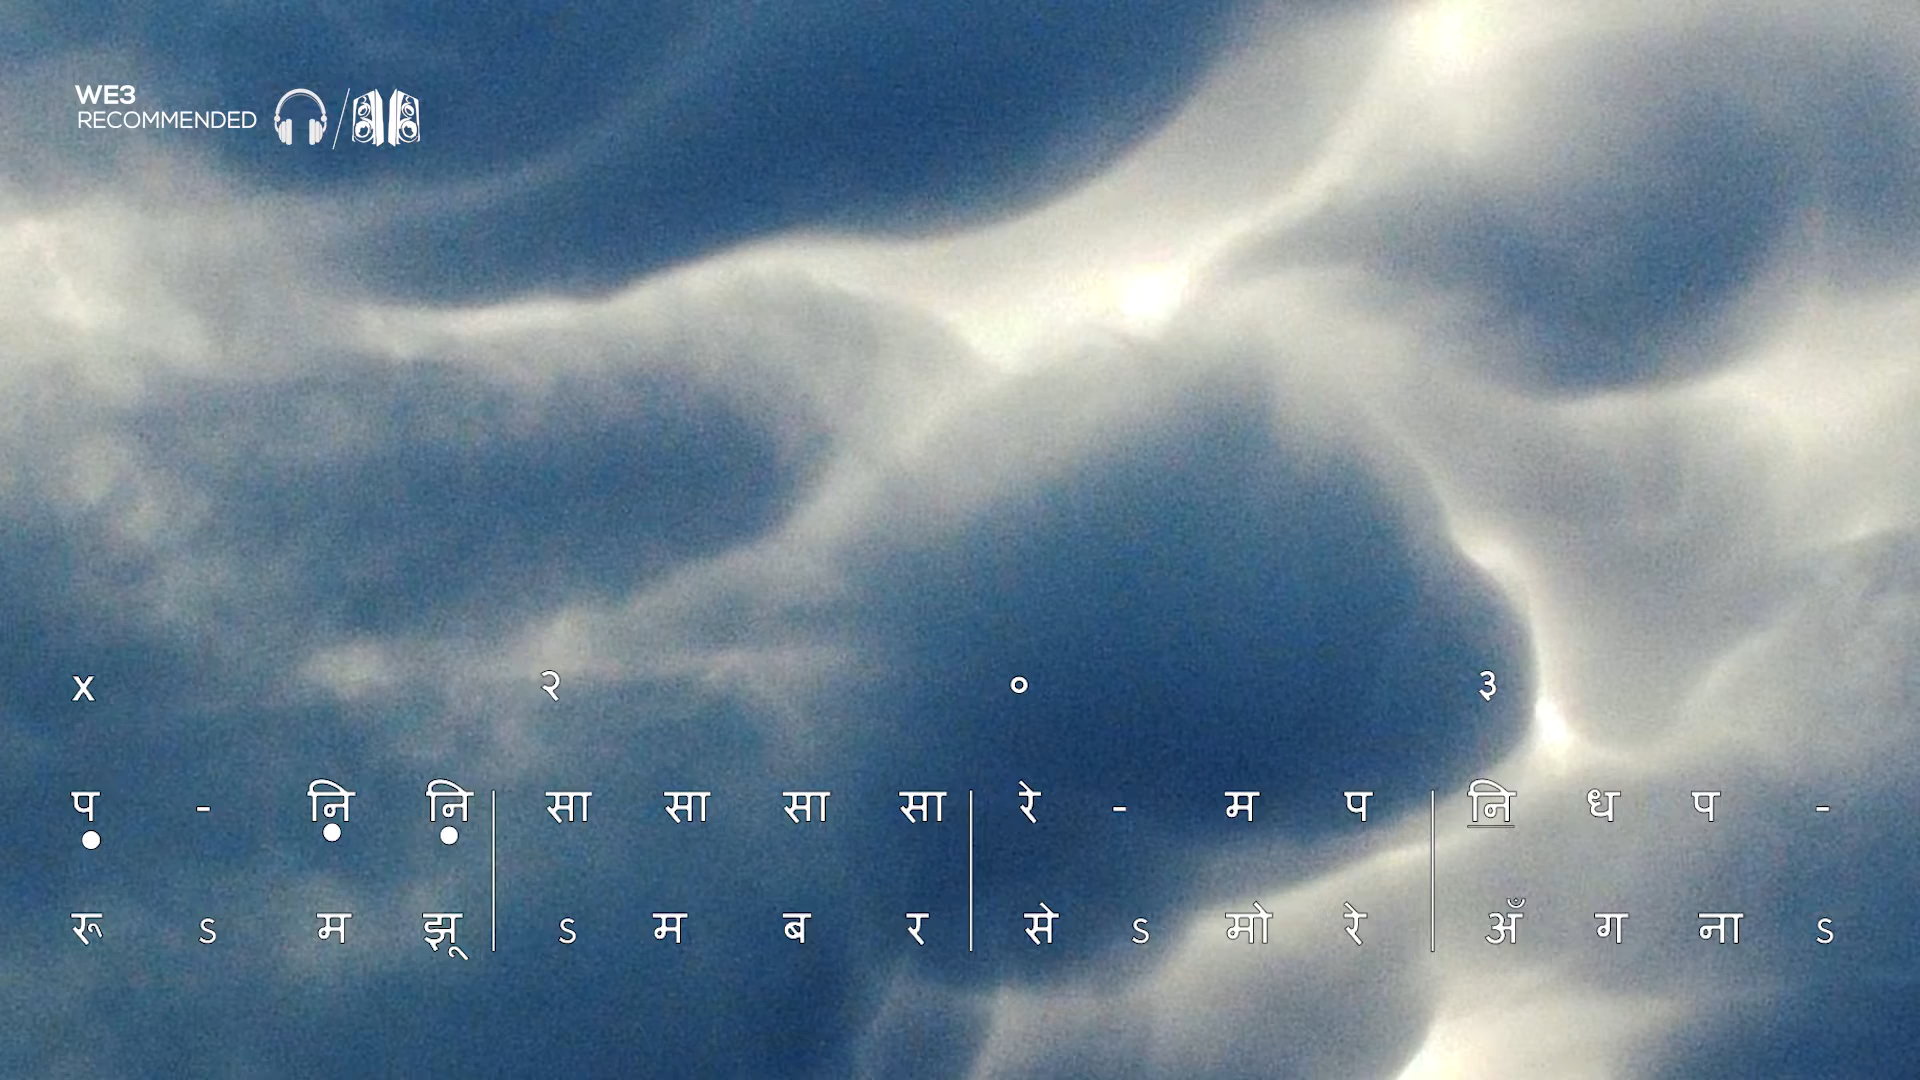 WE3
RECOMMENDED
x २ ० ३
प़ - ऩि ऩि | सा सा सा सा | रे - म प | नि॒ ध प -
रू ऽ म झू | ऽ म ब र | से ऽ मो रे | अँ ग ना ऽ